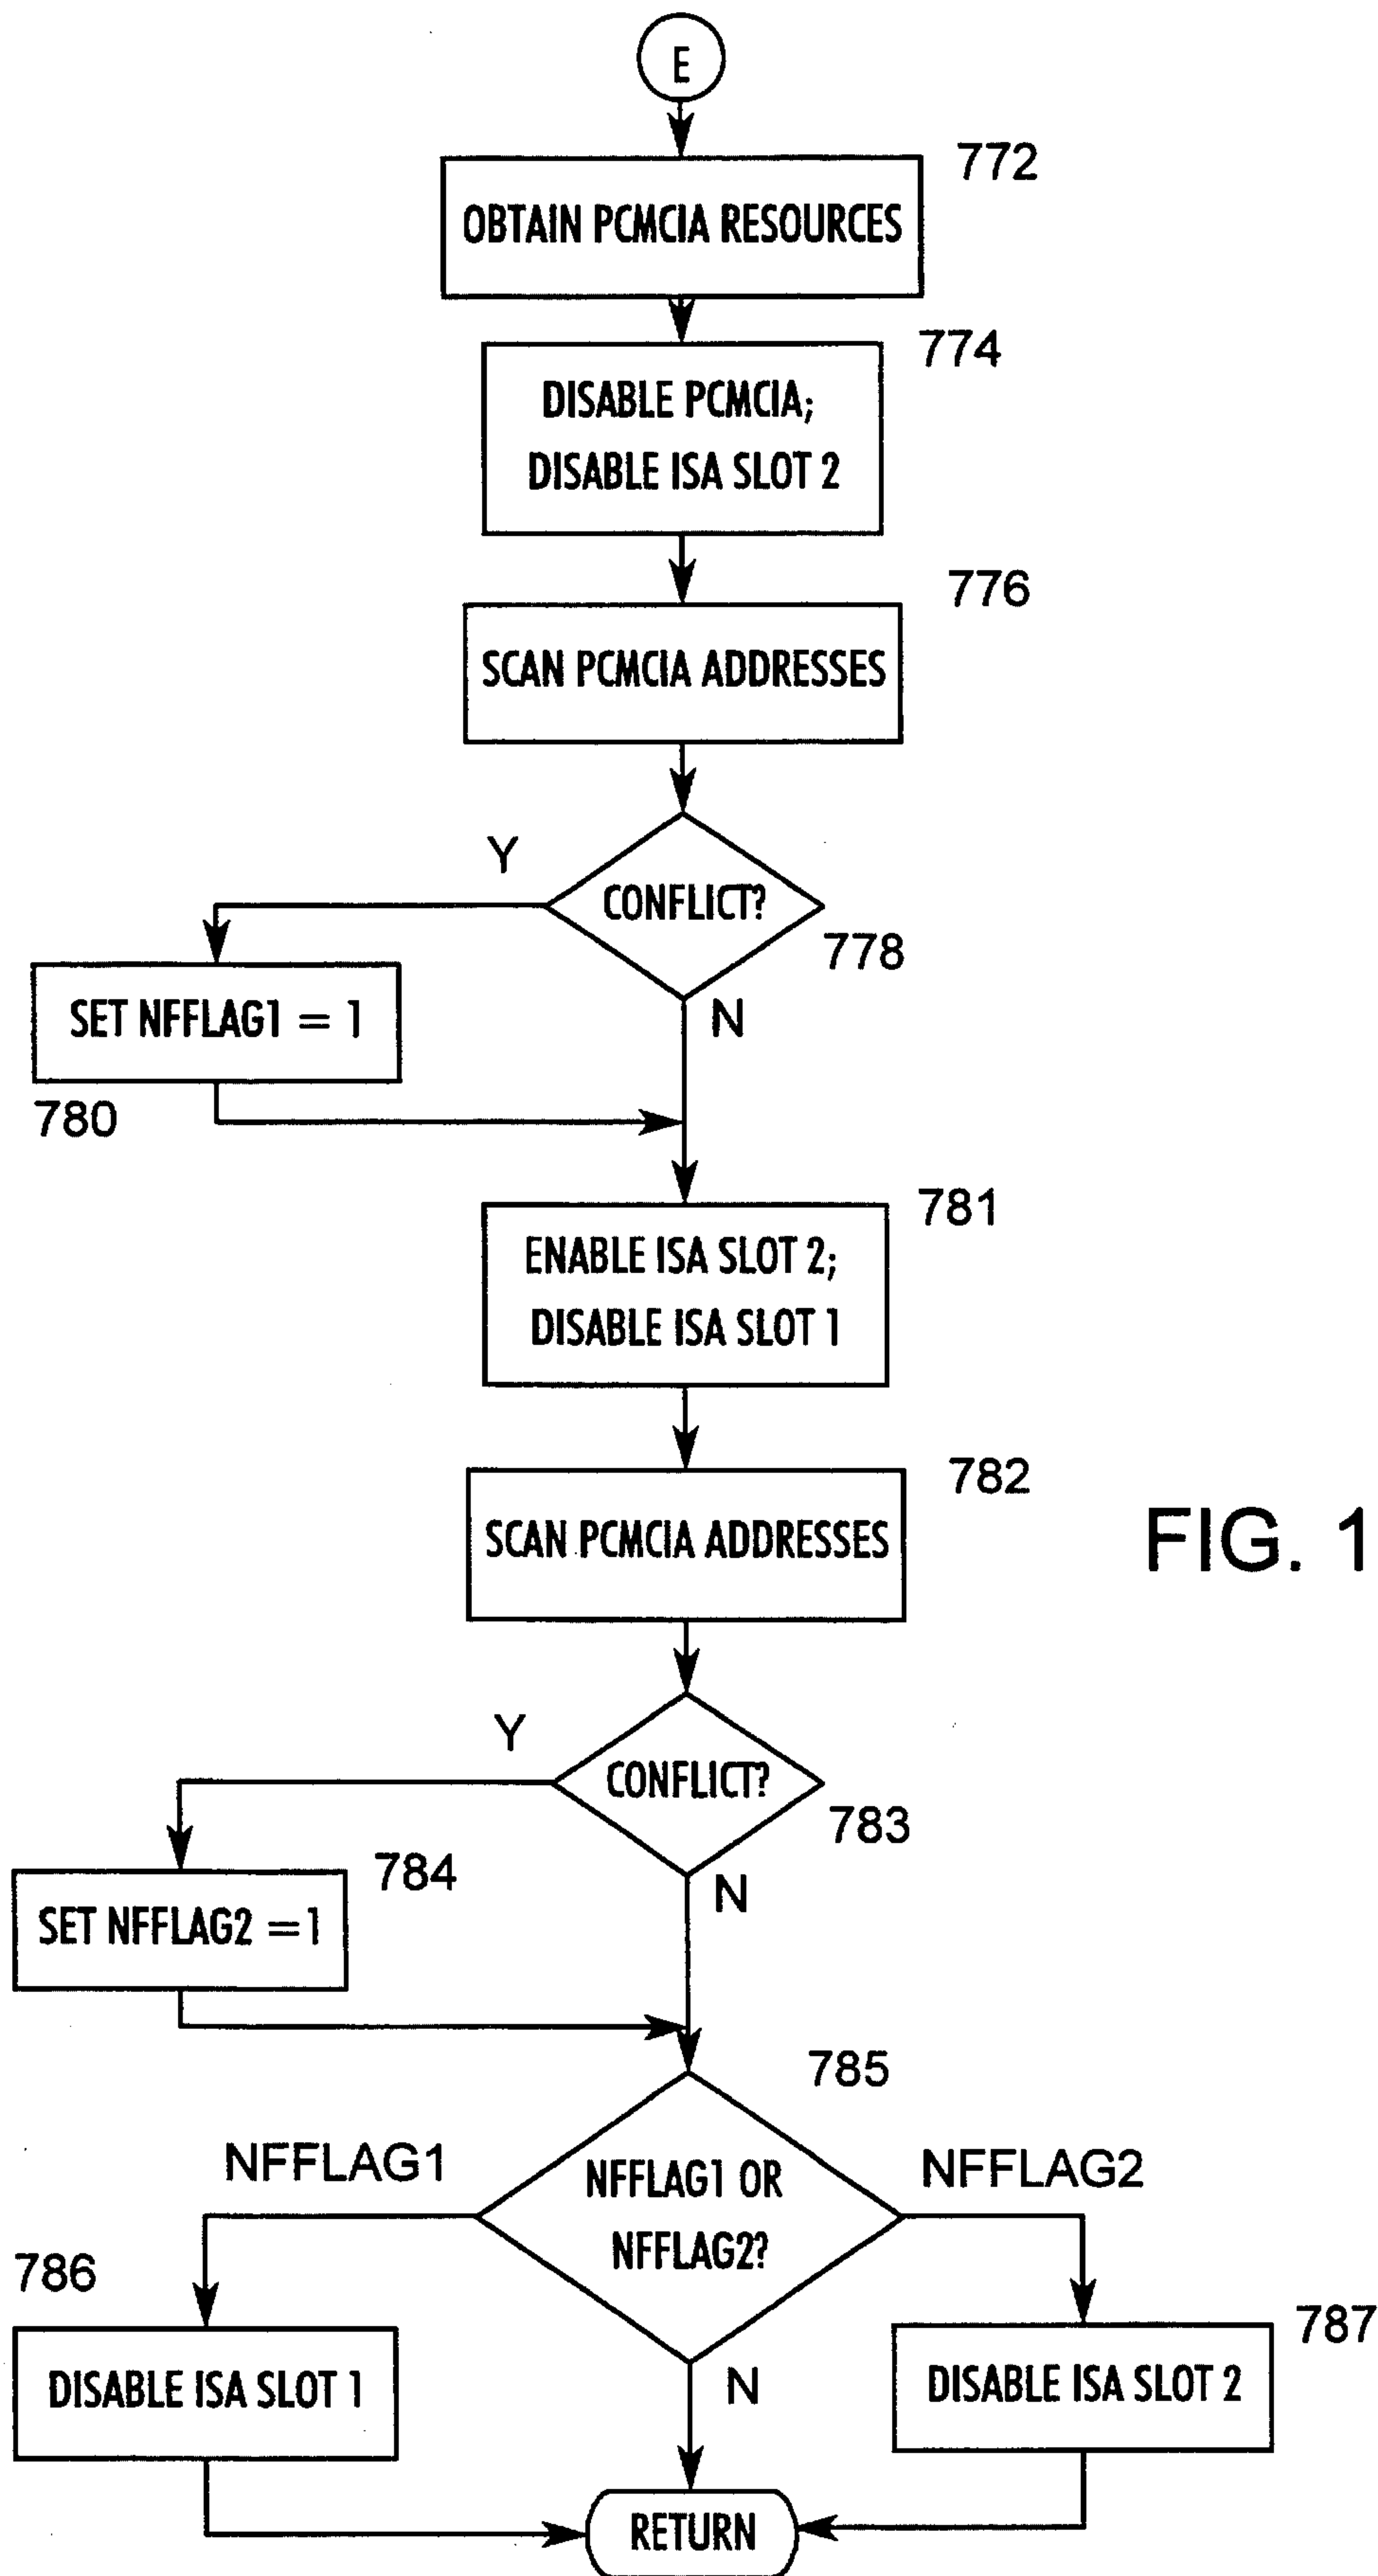 E
772
OBTAIN PCMCIA RESOURCES
774
DISABLE PCMCIA;
DISABLE ISA SLOT 2
776
SCAN PCMCIA ADDRESSES
Y
CONFLICT?
778
N
SET NFFLAG1 = 1
780
781
ENABLE ISA SLOT 2;
DISABLE ISA SLOT 1
782
SCAN PCMCIA ADDRESSES
FIG. 1
Y
CONFLICT?
783
784
N
SET NFFLAG2 =1
785
NFFLAG1
NFFLAG1 OR
NFFLAG2?
NFFLAG2
786
787
DISABLE ISA SLOT 1
N
DISABLE ISA SLOT 2
RETURN